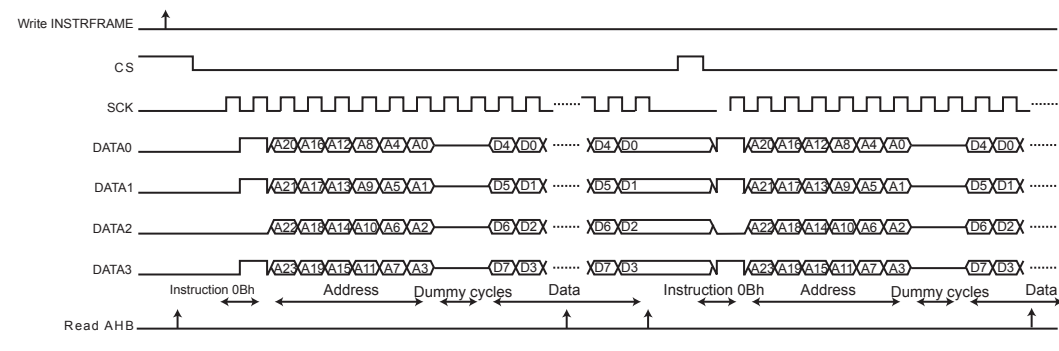 Write INSTRFRAME
CS
SCK
DATA0 A20 A16 A12 A8 A4 A0 D4 D0 D4 D0 A20 A16 A12 A8 A4 A0 D4 D0
DATA1 A21 A17 A13 A9 A5 A1 D5 D1 D5 D1 A21 A17 A13 A9 A5 A1 D5 D1
DATA2 A22 A18 A14 A10 A6 A2 D6 D2 D6 D2 A22 A18 A14 A10 A6 A2 D6 D2
DATA3 A23 A19 A15 A11 A7 A3 D7 D3 D7 D3 A23 A19 A15 A11 A7 A3 D7 D3
Instruction 0Bh Address Dummy cycles Data Instruction 0Bh Address Dummy cycles Data
Read AHB